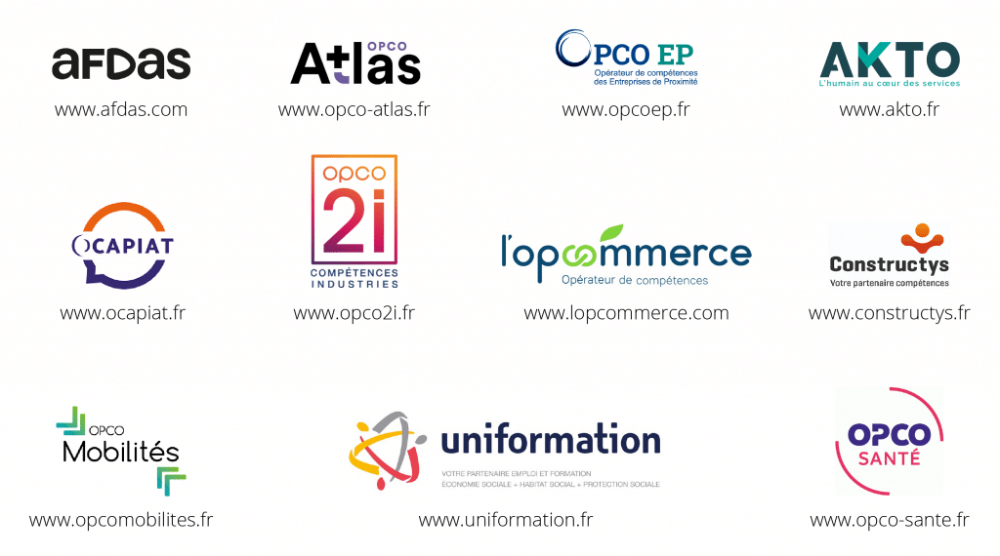 afdas
www.afdas.com
OPCO
Atlas
www.opco-atlas.fr
OPCO EP
Opérateur de compétences
des Entreprises de Proximité
www.opcoep.fr
AKTO
L'humain au cœur des services
www.akto.fr
OCAPIAT
www.ocapiat.fr
opco
2i
COMPÉTENCES
INDUSTRIES
www.opco2i.fr
l'opcommerce
Opérateur de compétences
www.lopcommerce.com
Constructys
Votre partenaire compétences
www.constructys.fr
OPCO
Mobilités
www.opcomobilites.fr
uniformation
VOTRE PARTENAIRE EMPLOI ET FORMATION
ÉCONOMIE SOCIALE + HABITAT SOCIAL + PROTECTION SOCIALE
www.uniformation.fr
OPCO
SANTÉ
www.opco-sante.fr